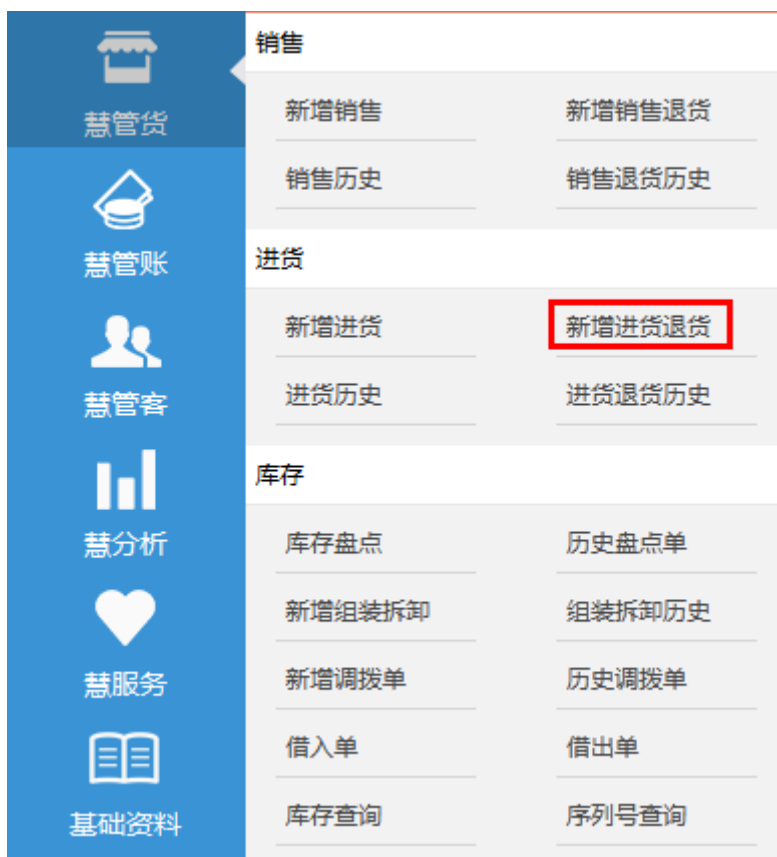 慧管货
慧管账
慧管客
慧分析
慧服务
基础资料
销售
新增销售 新增销售退货
销售历史 销售退货历史
进货
新增进货 新增进货退货
进货历史 进货退货历史
库存
库存盘点 历史盘点单
新增组装拆卸 组装拆卸历史
新增调拨单 历史调拨单
借入单 借出单
库存查询 序列号查询